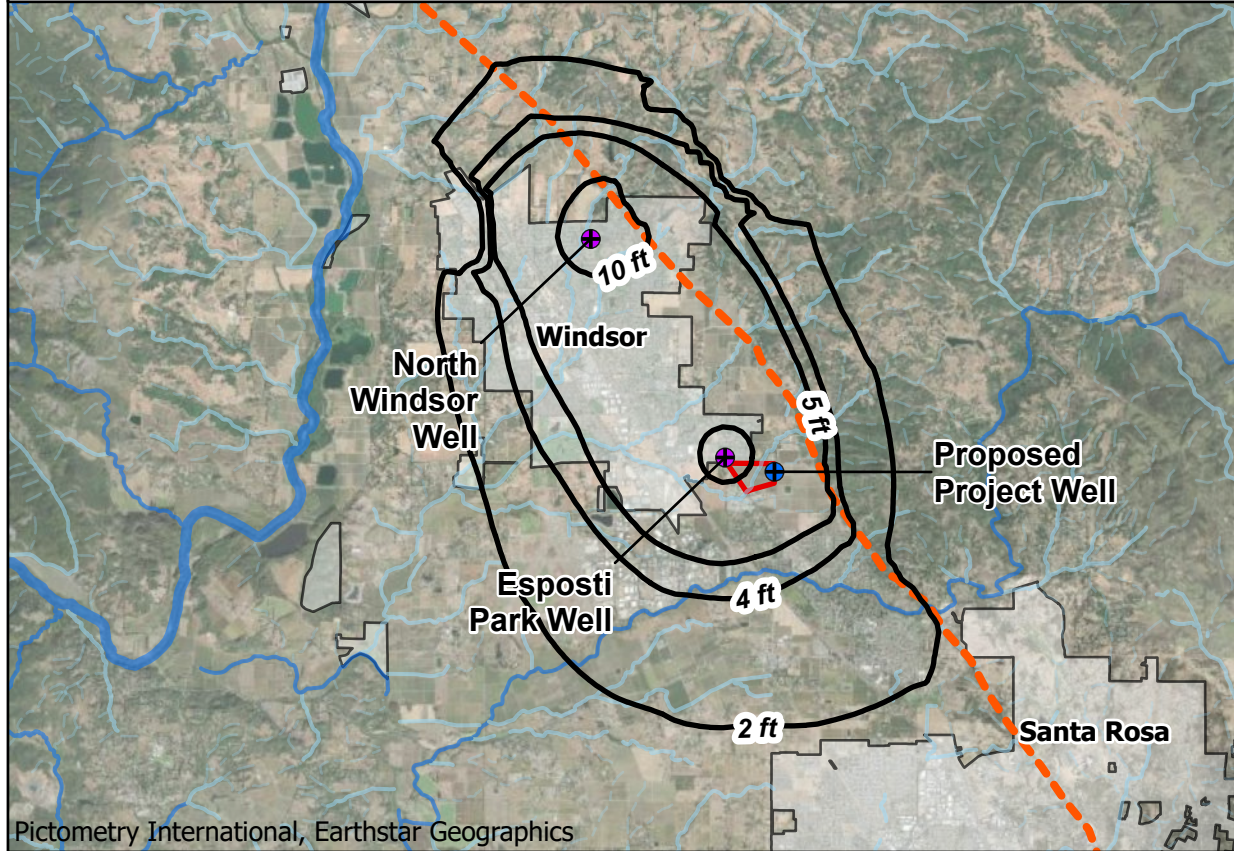 10 ft
Windsor
North
Windsor
Well
5 ft
Proposed
Project Well
Esposti
Park Well
4 ft
2 ft
Santa Rosa
Pictometry International, Earthstar Geographics